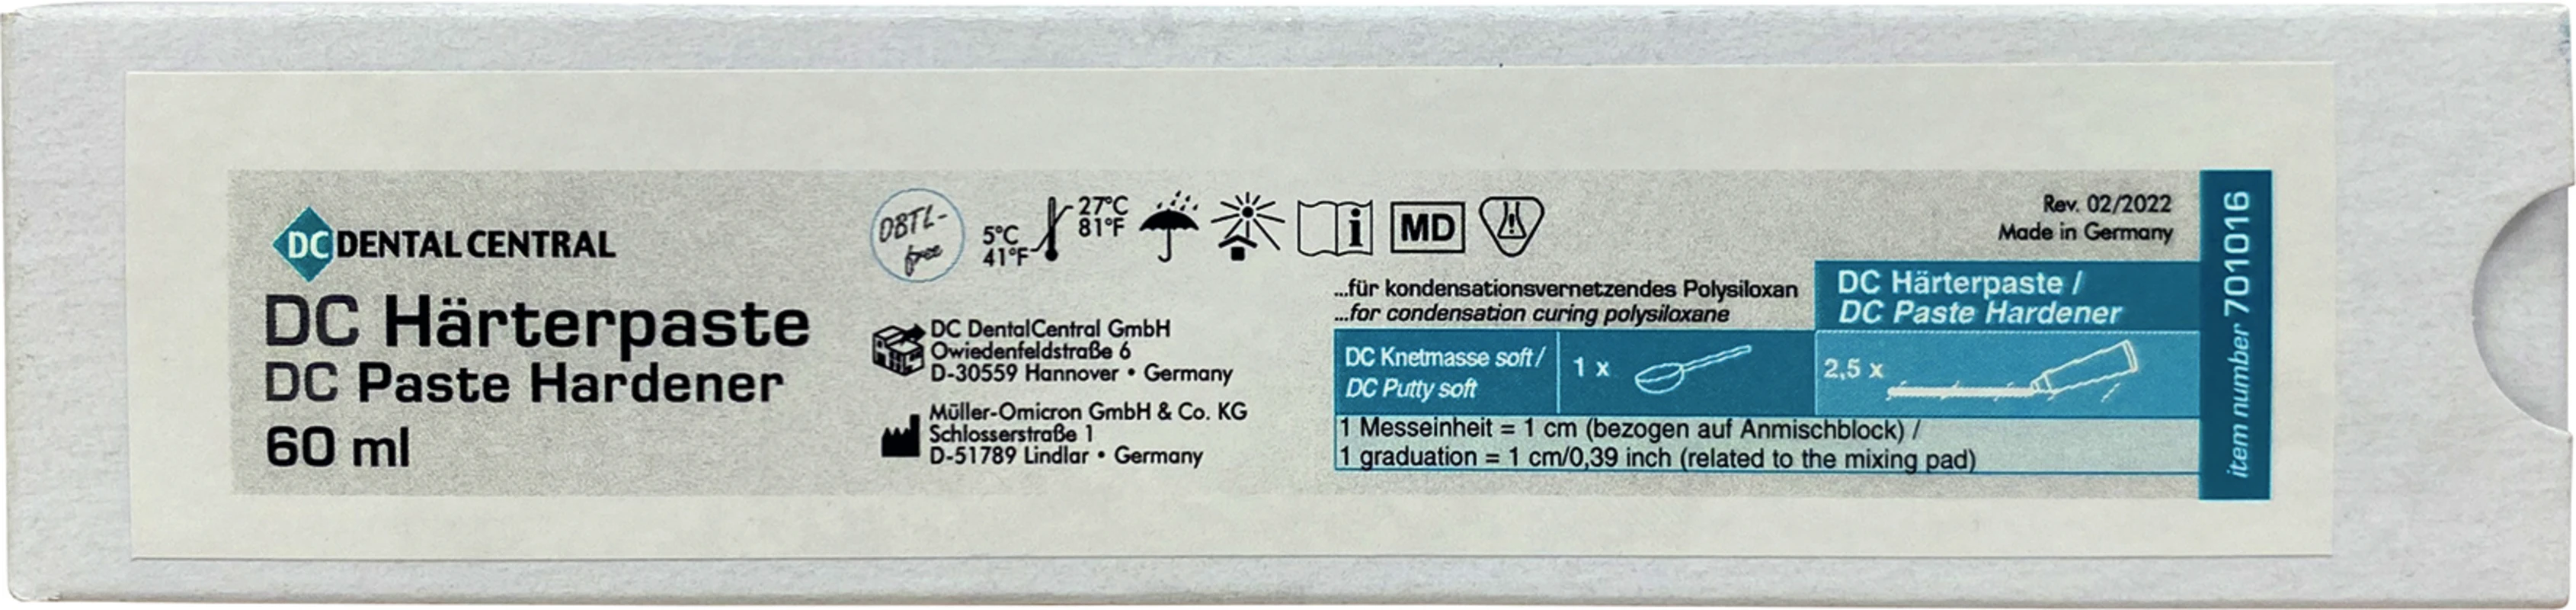 DC DENTAL CENTRAL
DC Härterpaste
DC Paste Hardener
60 ml
DBTL-
free
5°C
41°F
27°C
81°F
MD
DC DentalCentral GmbH
Owiedenfeldstraße 6
D-30559 Hannover • Germany
Müller-Omicron GmbH & Co. KG
Schlosserstraße 1
D-51789 Lindlar • Germany
Rev. 02/2022
Made in Germany
...für kondensationsvernetzendes Polysiloxan
...for condensation curing polysiloxane
DC Härterpaste /
DC Paste Hardener
DC Knetmasse soft/
DC Putty soft
1 x
2,5 x
1 Messeinheit = 1 cm (bezogen auf Anmischblock) /
1 graduation = 1 cm/0,39 inch (related to the mixing pad)
item number 701016